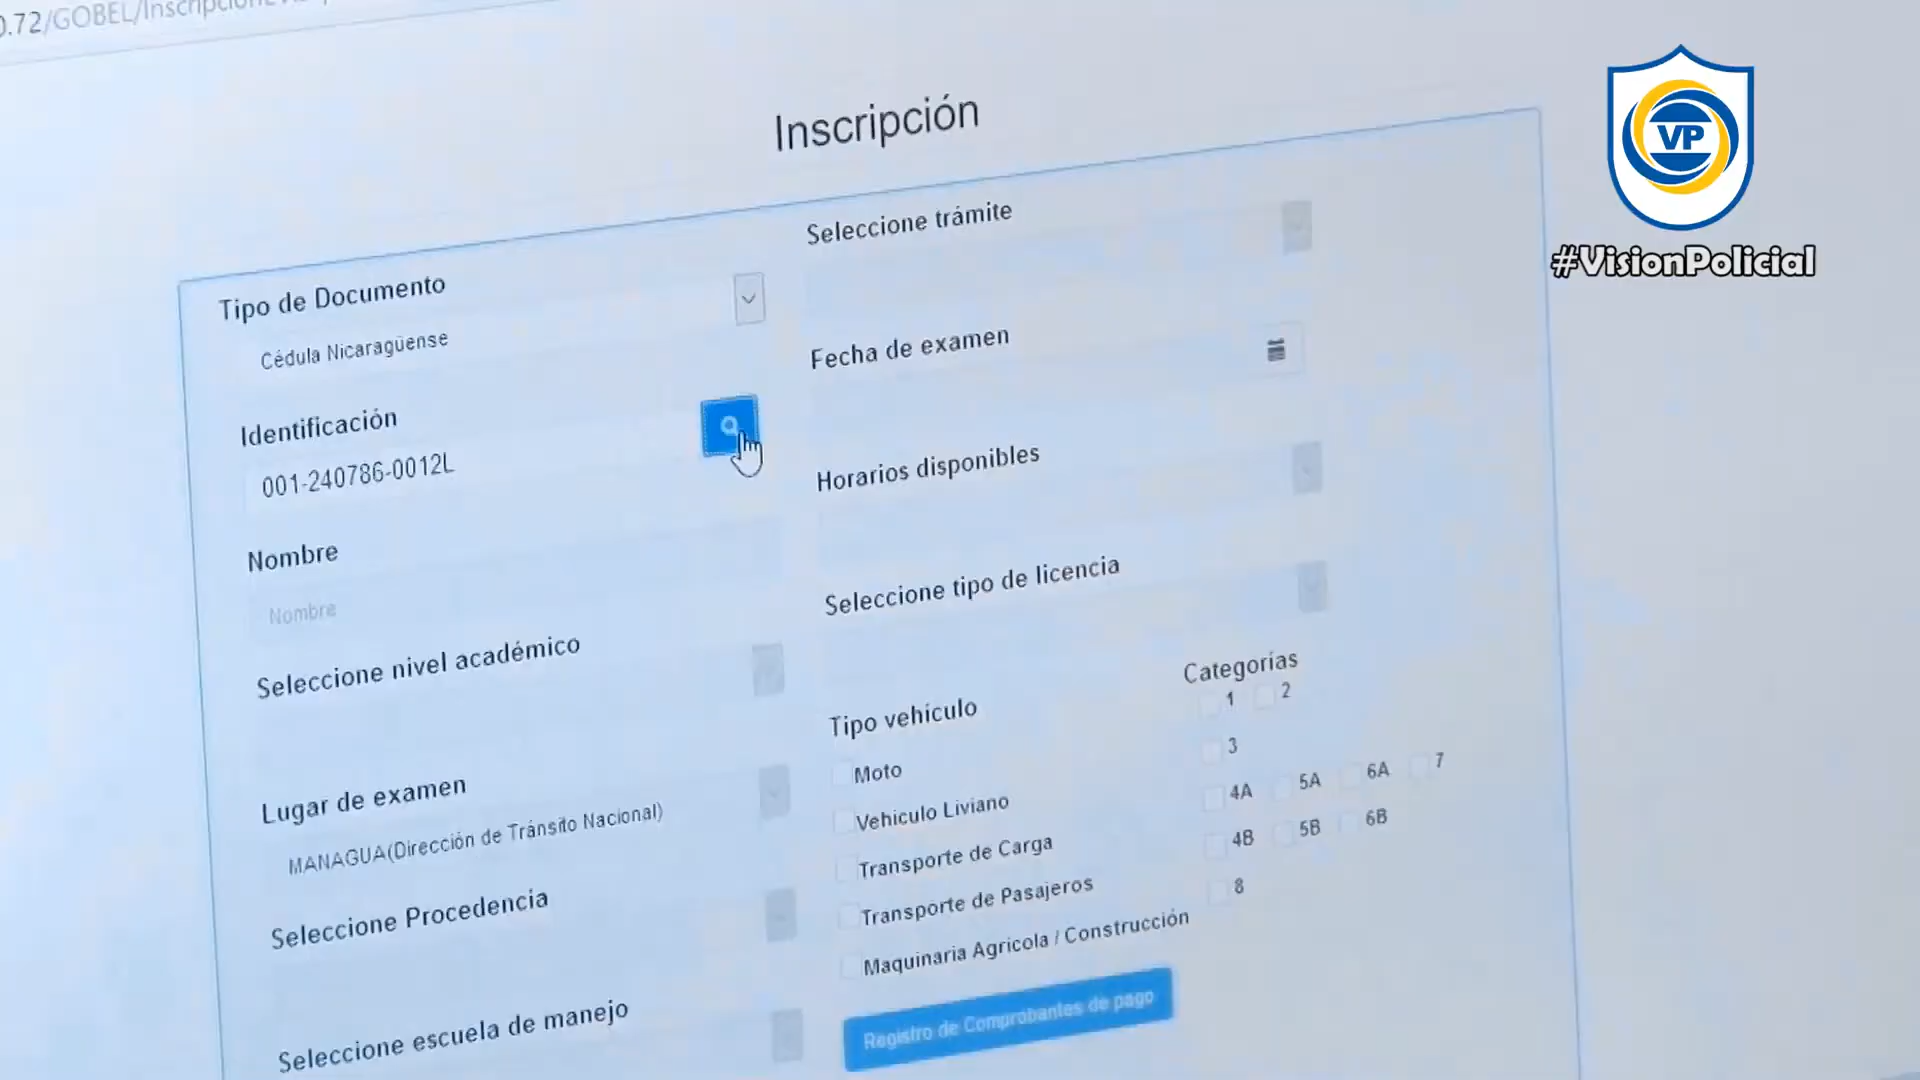 0.72/GOBEL/Inscripcion
VP
#VisionPolicial
Inscripción
Tipo de Documento
Cédula Nicaragüense
Identificación
001-240786-0012L
Nombre
Nombre
Seleccione nivel académico
Lugar de examen
MANAGUA(Dirección de Tránsito Nacional)
Seleccione Procedencia
Seleccione escuela de manejo
Seleccione trámite
Fecha de examen
Horarios disponibles
Seleccione tipo de licencia
Tipo vehículo
Categorías
1 2
Moto
3
Vehiculo Liviano
4A 5A 6A 7
Transporte de Carga
4B 5B 6B
Transporte de Pasajeros
8
Maquinaria Agricola / Construcción
Registro de Comprobantes de pago